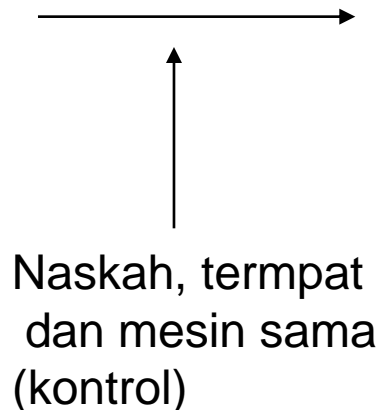 Naskah, termpat
dan mesin sama
(kontrol)